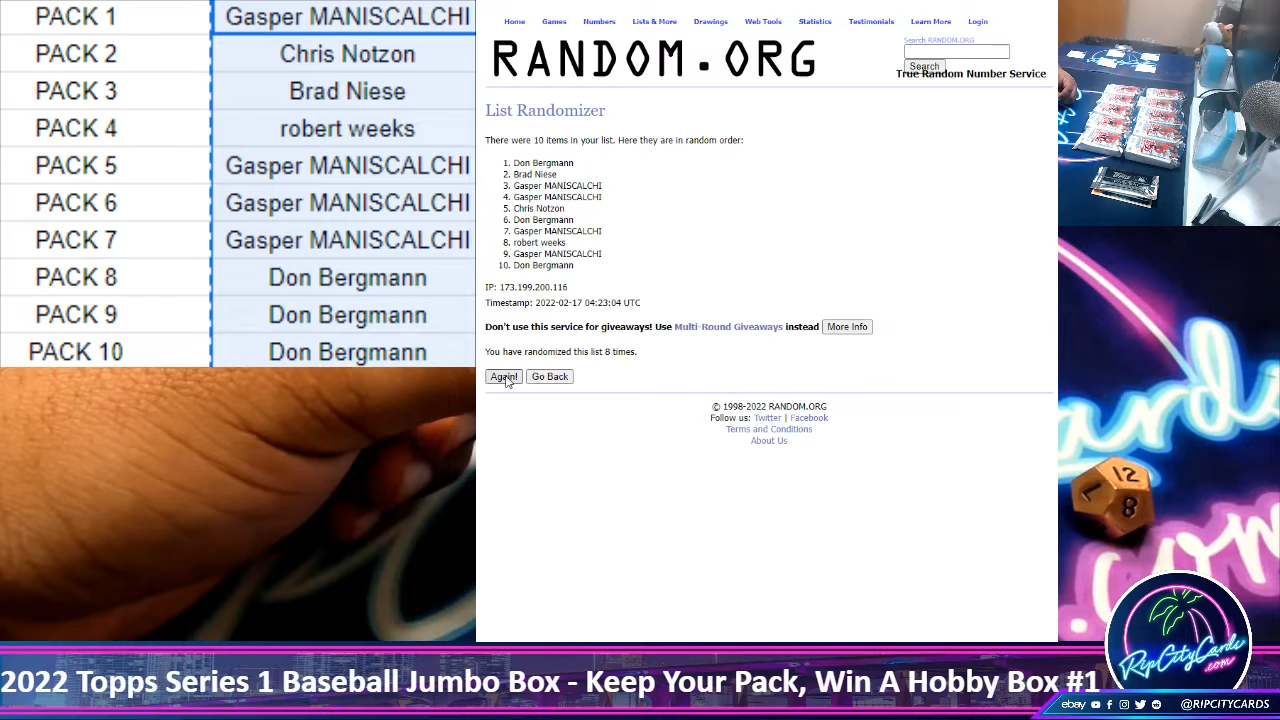 PACK 1 Gasper MANISCALCHI
PACK 2 Chris Notzon
PACK 3 Brad Niese
PACK 4 robert weeks
PACK 5 Gasper MANISCALCHI
PACK 6 Gasper MANISCALCHI
PACK 7 Gasper MANISCALCHI
PACK 8 Don Bergmann
PACK 9 Don Bergmann
PACK 10 Don Bergmann
Home Games Numbers Lists & More Drawings Web Tools Statistics Testimonials Learn More Login
RANDOM.ORG
Search RANDOM.ORG
Search
True Random Number Service
List Randomizer
There were 10 items in your list. Here they are in random order:
1. Don Bergmann
2. Brad Niese
3. Gasper MANISCALCHI
4. Gasper MANISCALCHI
5. Chris Notzon
6. Don Bergmann
7. Gasper MANISCALCHI
8. robert weeks
9. Gasper MANISCALCHI
10. Don Bergmann
IP: 173.199.200.116
Timestamp: 2022-02-17 04:23:04 UTC
Don't use this service for giveaways! Use Multi-Round Giveaways instead More Info
You have randomized this list 8 times.
Again! Go Back
© 1998-2022 RANDOM.ORG
Follow us: Twitter | Facebook
Terms and Conditions
About Us
12
8
RipCityCards
.com
2022 Topps Series 1 Baseball Jumbo Box - Keep Your Pack, Win A Hobby Box #1
ebay @RIPCITYCARDS